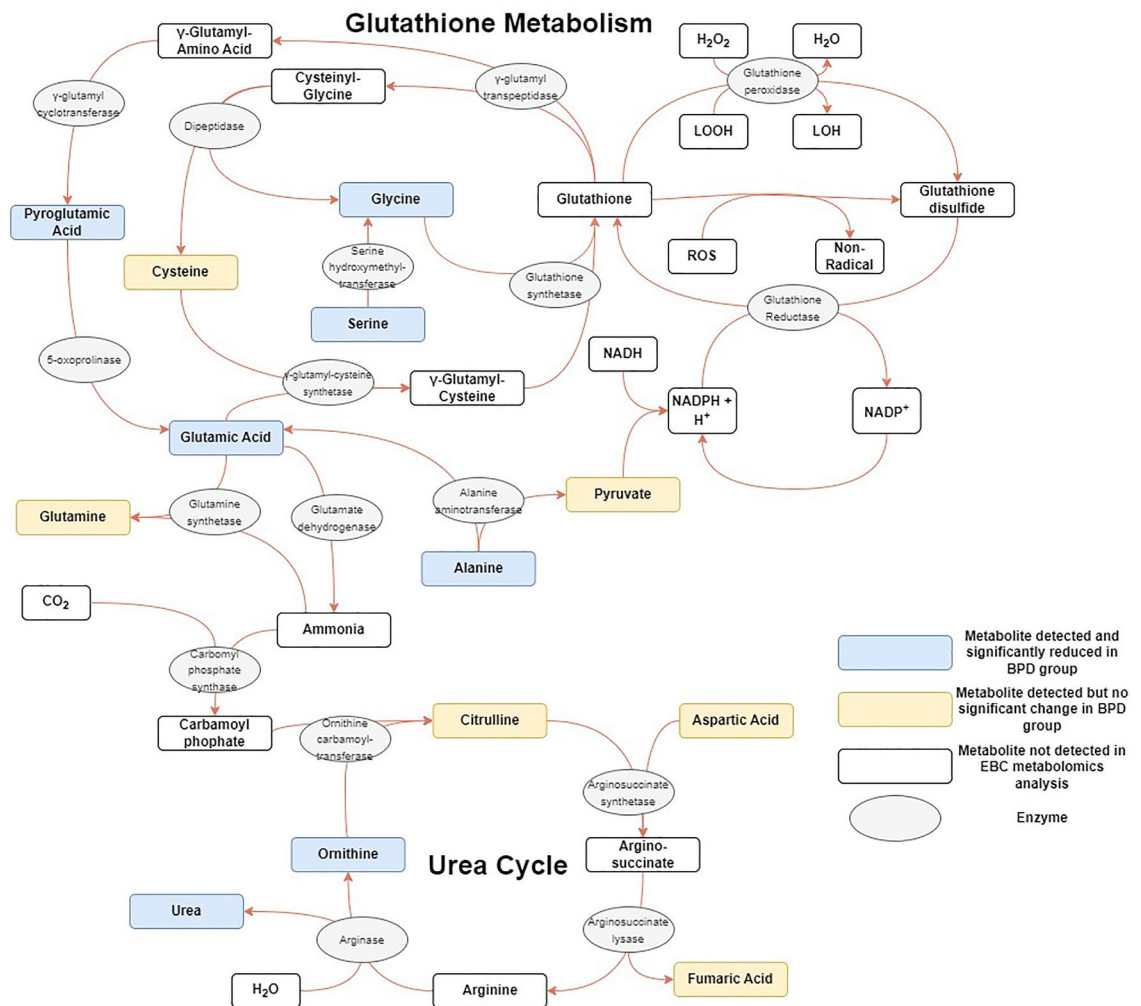 Glutathione Metabolism
γ-Glutamyl-
Amino Acid
H₂O₂
H₂O
Glutathione
peroxidase
Cysteinyl-
Glycine
γ-glutamyl
transpeptidase
γ-glutamyl
cyclotransferase
Dipeptidase
LOOH
LOH
Pyroglutamic
Acid
Glycine
Glutathione
Glutathione
disulfide
Cysteine
Serine
hydroxymethyl-
transferase
Glutathione
synthetase
ROS
Non-
Radical
Serine
Glutathione
Reductase
5-oxoprolinase
γ-glutamyl-cysteine
synthetase
γ-Glutamyl-
Cysteine
NADH
NADPH +
H⁺
NADP⁺
Glutamic Acid
Glutamine
Glutamine
synthetase
Glutamate
dehydrogenase
Alanine
aminotransferase
Pyruvate
Alanine
CO₂
Ammonia
Carbomyl
phosphate
synthase
Carbamoyl
phophate
Ornithine
carbamoyl-
transferase
Citrulline
Aspartic Acid
Arginosuccinate
synthetase
Ornithine
Urea Cycle
Argino-
succinate
Urea
Arginase
Arginosuccinate
lysase
H₂O
Arginine
Fumaric Acid
Metabolite detected and
significantly reduced in
BPD group
Metabolite detected but no
significant change in BPD
group
Metabolite not detected in
EBC metabolomics
analysis
Enzyme